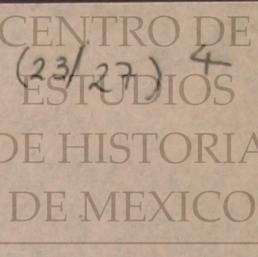 CENTRO DE
(23/27) 4
ESTUDIOS
DE HISTORIA
DE MEXICO